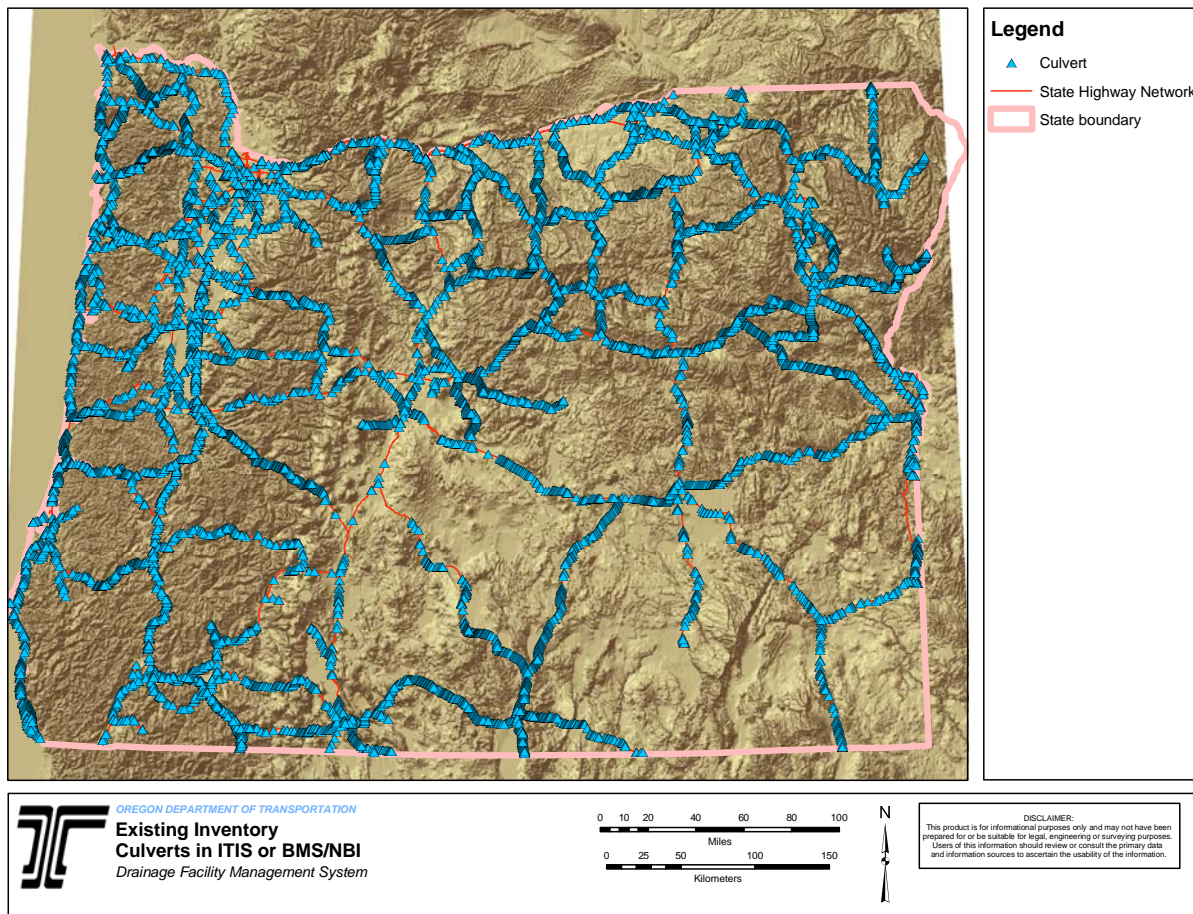 Legend
Culvert
State Highway Network
State boundary
OREGON DEPARTMENT OF TRANSPORTATION
Existing Inventory
Culverts in ITIS or BMS/NBI
Drainage Facility Management System
0 10 20 40 60 80 100
Miles
0 25 50 100 150
Kilometers
N
DISCLAIMER:
This product is for informational purposes only and may not have been
prepared for or be suitable for legal, engineering or surveying purposes.
Users of this information should review or consult the primary data
and information sources to ascertain the usability of the information.